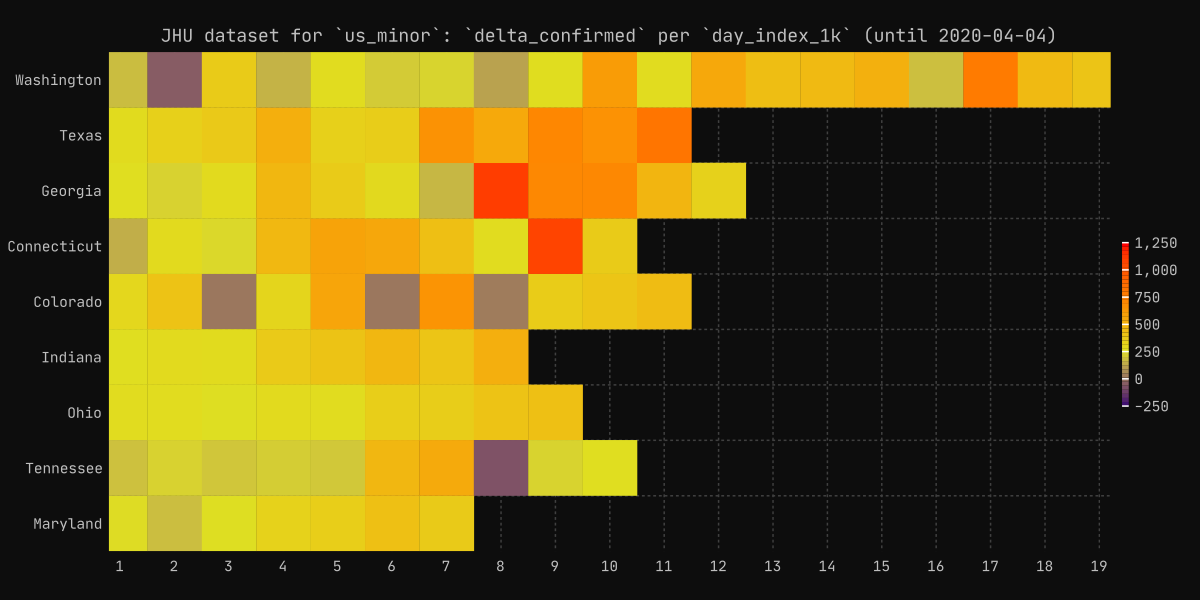 JHU dataset for `us_minor`: `delta_confirmed` per `day_index_1k` (until 2020-04-04)
Washington
Texas
Georgia
Connecticut
Colorado
Indiana
Ohio
Tennessee
Maryland
1 2 3 4 5 6 7 8 9 10 11 12 13 14 15 16 17 18 19
1,250
1,000
750
500
250
0
-250